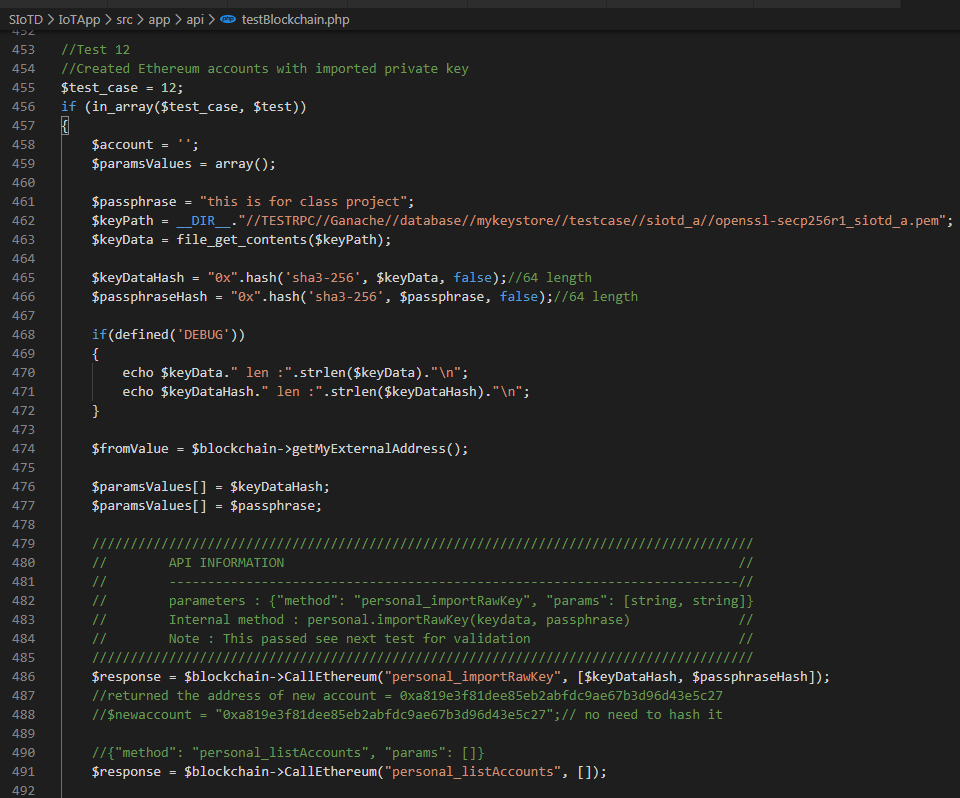 SIoTD > IoTApp > src > app > api > php testBlockchain.php
452
453 //Test 12
454 //Created Ethereum accounts with imported private key
455 $test_case = 12;
456 if (in_array($test_case, $test))
457 {
458 $account = '';
459 $paramsValues = array();
460
461 $passphrase = "this is for class project";
462 $keyPath = __DIR__."//TESTRPC//Ganache//database//mykeystore//testcase//siotd_a//openssl-secp256r1_siotd_a.pem";
463 $keyData = file_get_contents($keyPath);
464
465 $keyDataHash = "0x".hash('sha3-256', $keyData, false);//64 length
466 $passphraseHash = "0x".hash('sha3-256', $passphrase, false);//64 length
467
468 if(defined('DEBUG'))
469 {
470 echo $keyData." len :".strlen($keyData)."\n";
471 echo $keyDataHash." len :".strlen($keyDataHash)."\n";
472 }
473
474 $fromValue = $blockchain->getMyExternalAddress();
475
476 $paramsValues[] = $keyDataHash;
477 $paramsValues[] = $passphrase;
478
479 //////////////////////////////////////////////////////////////////////////////////////
480 // API INFORMATION //
481 // --------------------------------------------------------------------------//
482 // parameters : {"method": "personal_importRawKey", "params": [string, string]}
483 // Internal method : personal.importRawKey(keydata, passphrase) //
484 // Note : This passed see next test for validation //
485 //////////////////////////////////////////////////////////////////////////////////////
486 $response = $blockchain->CallEthereum("personal_importRawKey", [$keyDataHash, $passphraseHash]);
487 //returned the address of new account = 0xa819e3f81dee85eb2abfdc9ae67b3d96d43e5c27
488 //$newaccount = "0xa819e3f81dee85eb2abfdc9ae67b3d96d43e5c27";// no need to hash it
489
490 //{"method": "personal_listAccounts", "params": []}
491 $response = $blockchain->CallEthereum("personal_listAccounts", []);
492